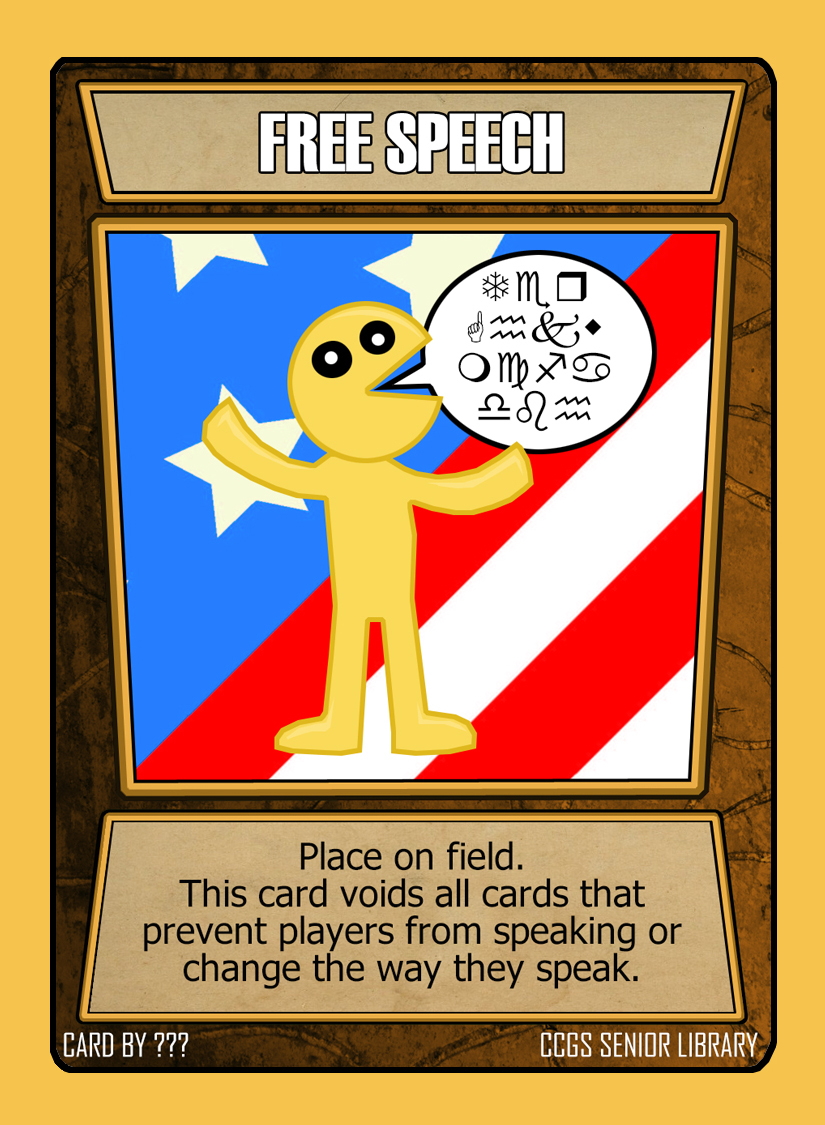 FREE SPEECH
❄♏❒
☝♒🙵⬥
❍♍♐♋
♎♌♒
Place on field.
This card voids all cards that
prevent players from speaking or
change the way they speak.
CARD BY ???
CCGS SENIOR LIBRARY